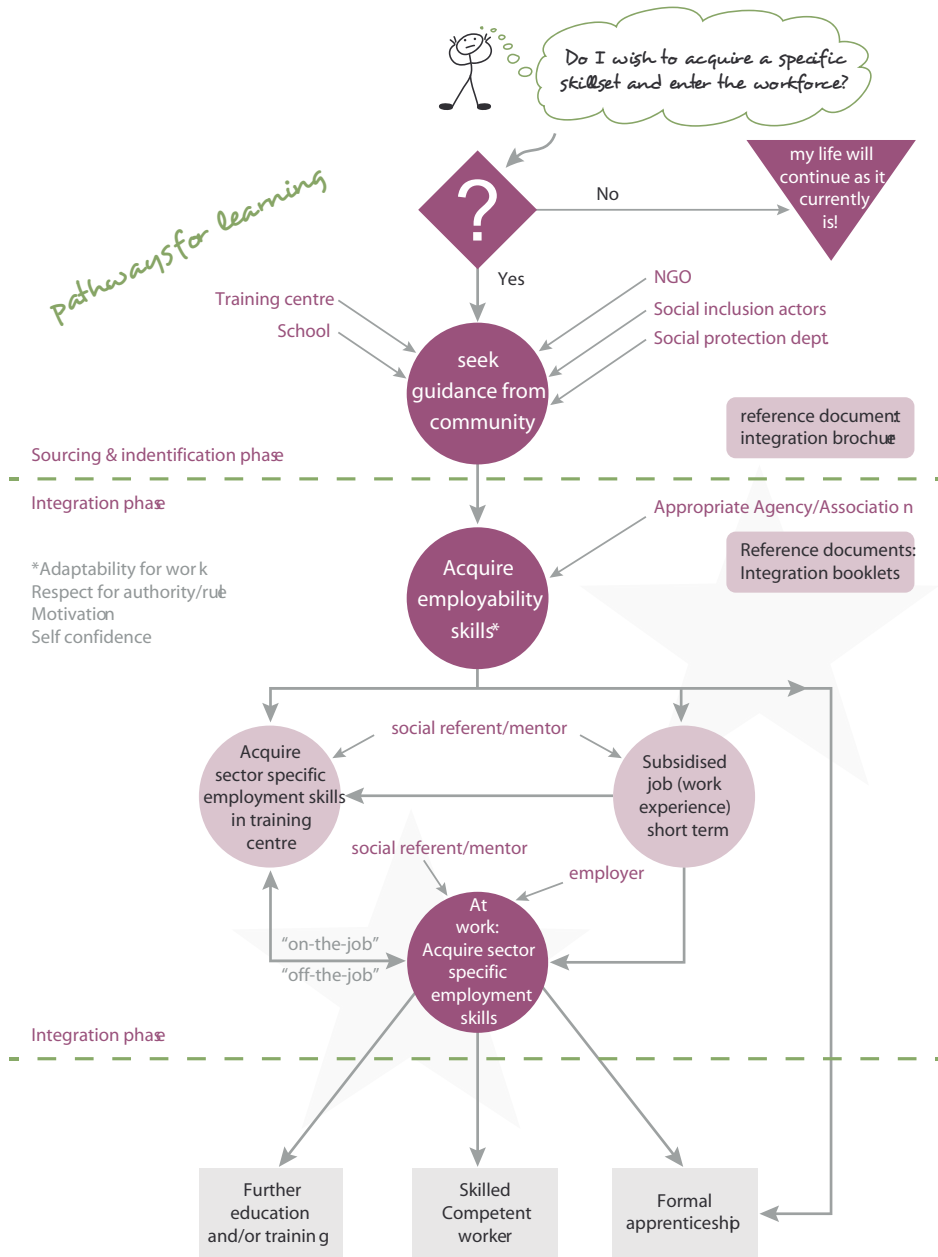 Do I wish to acquire a specific
skillset and enter the workforce?
pathways for learning
?
No
my life will
continue as it
currently
is!
Yes
Training centre
School
NGO
Social inclusion actors
Social protection dept.
seek
guidance from
community
reference document:
integration brochure
Sourcing & indentification phase
Integration phase
Appropriate Agency/Association
Reference documents:
Integration booklets
*Adaptability for work
Respect for authority/rule
Motivation
Self confidence
Acquire
employability
skills*
social referent/mentor
Acquire
sector specific
employment skills
in training
centre
Subsidised
job (work
experience)
short term
social referent/mentor
employer
At
work:
Acquire sector
specific
employment
skills
“on-the-job”
“off-the-job”
Integration phase
Further
education
and/or training
Skilled
Competent
worker
Formal
apprenticeship